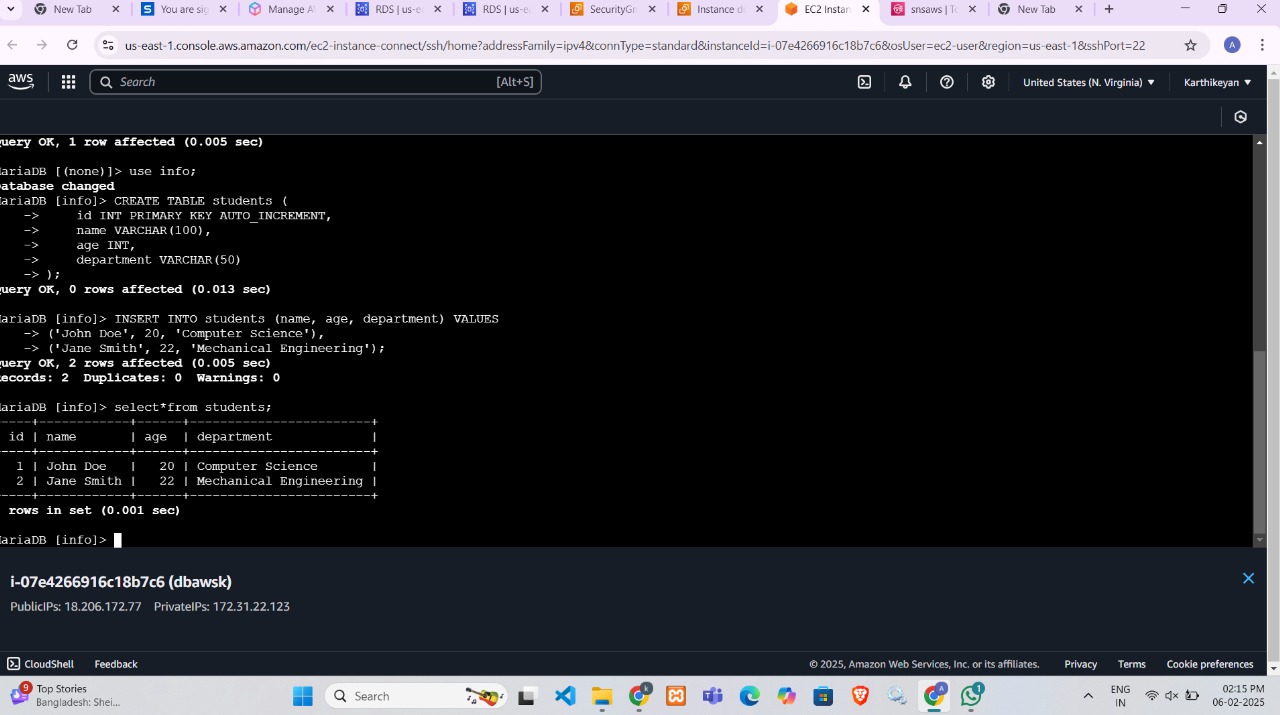 New Tab
You are sig
Manage A
RDS | us-ea
RDS | us-ea
SecurityGr
Instance d
EC2 Instan
snsaws | To
New Tab
us-east-1.console.aws.amazon.com/ec2-instance-connect/ssh/home?addressFamily=ipv4&connType=standard&instanceId=i-07e4266916c18b7c6&osUser=ec2-user&region=us-east-1&sshPort=22
A
aws
Search
[Alt+S]
United States (N. Virginia)
Karthikeyan
uery OK, 1 row affected (0.005 sec)
ariaDB [(none)]> use info;
atabase changed
ariaDB [info]> CREATE TABLE students (
-> id INT PRIMARY KEY AUTO_INCREMENT,
-> name VARCHAR(100),
-> age INT,
-> department VARCHAR(50)
-> );
uery OK, 0 rows affected (0.013 sec)
ariaDB [info]> INSERT INTO students (name, age, department) VALUES
-> ('John Doe', 20, 'Computer Science'),
-> ('Jane Smith', 22, 'Mechanical Engineering');
uery OK, 2 rows affected (0.005 sec)
ecords: 2 Duplicates: 0 Warnings: 0
ariaDB [info]> select*from students;
----+------------+------+------------------------+
id | name | age | department |
----+------------+------+------------------------+
1 | John Doe | 20 | Computer Science |
2 | Jane Smith | 22 | Mechanical Engineering |
----+------------+------+------------------------+
rows in set (0.001 sec)
ariaDB [info]>
i-07e4266916c18b7c6 (dbawsk)
PublicIPs: 18.206.172.77 PrivateIPs: 172.31.22.123
CloudShell Feedback
© 2025, Amazon Web Services, Inc. or its affiliates. Privacy Terms Cookie preferences
9
Top Stories
Bangladesh: Shei...
Search
1
ENG
IN
02:15 PM
06-02-2025